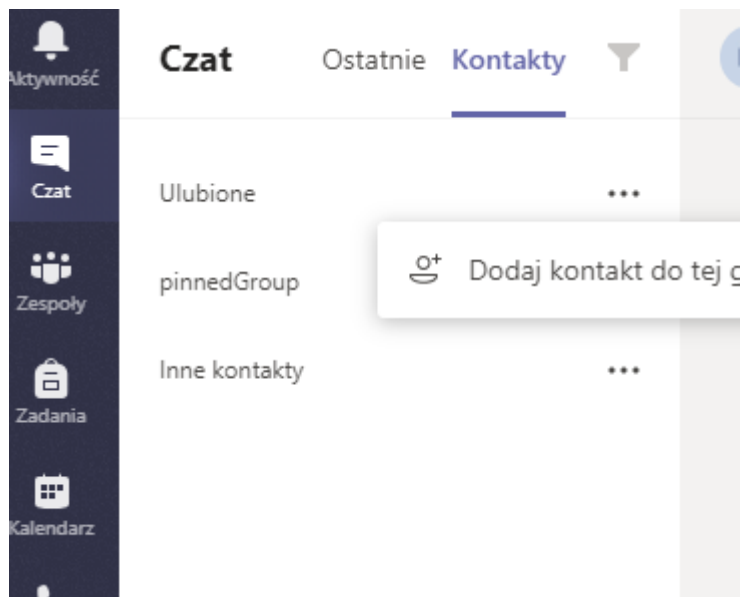 Aktywność
Czat
Zespoły
Zadania
Kalendarz
Czat Ostatnie Kontakty
Ulubione
Dodaj kontakt do tej g
pinnedGroup
Inne kontakty